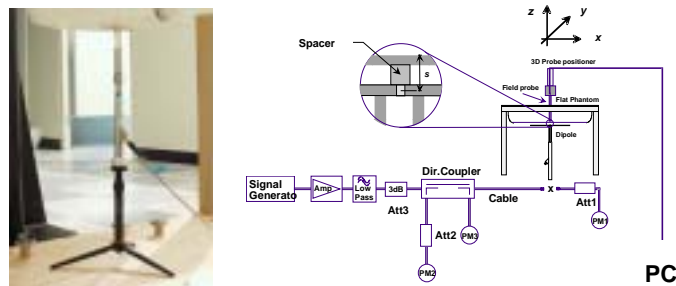 z
y
x
Spacer
s
3D Probe positioner
Field probe
Flat Phantom
Dipole
Signal
Generato
Amp
Low
Pass
3dB
Att3
Dir.Coupler
Cable
x
Att1
Att2
PM3
PM1
PM2
PC